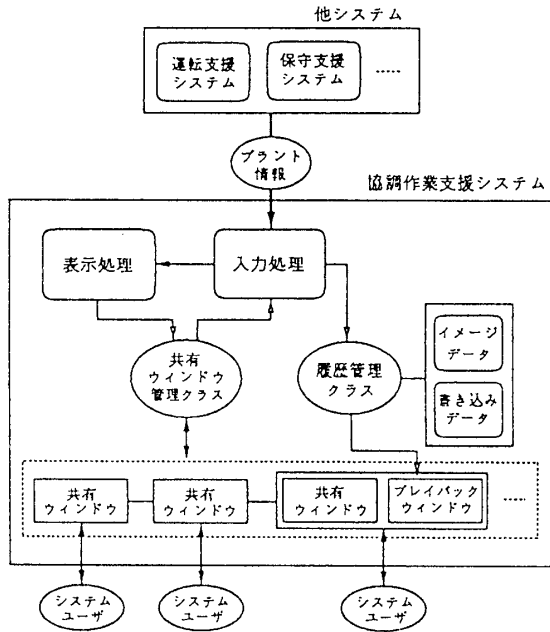 他システム
運転支援
システム
保守支援
システム
.....
プラント
情報
協調作業支援システム
表示処理
入力処理
共有
ウィンドウ
管理クラス
履歴管理
クラス
イメージ
データ
書き込み
データ
共有
ウィンドウ
共有
ウィンドウ
共有
ウィンドウ
プレイバック
ウィンドウ
.....
システム
ユーザ
システム
ユーザ
システム
ユーザ